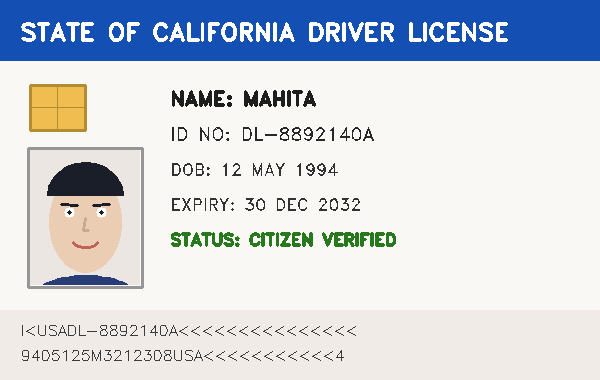 STATE OF CALIFORNIA DRIVER LICENSE
NAME: MAHITA
ID NO: DL-8892140A
DOB: 12 MAY 1994
EXPIRY: 30 DEC 2032
STATUS: CITIZEN VERIFIED
I<USADL-8892140A<<<<<<<<<<<<<<<
9405125M3212308USA<<<<<<<<<<<4